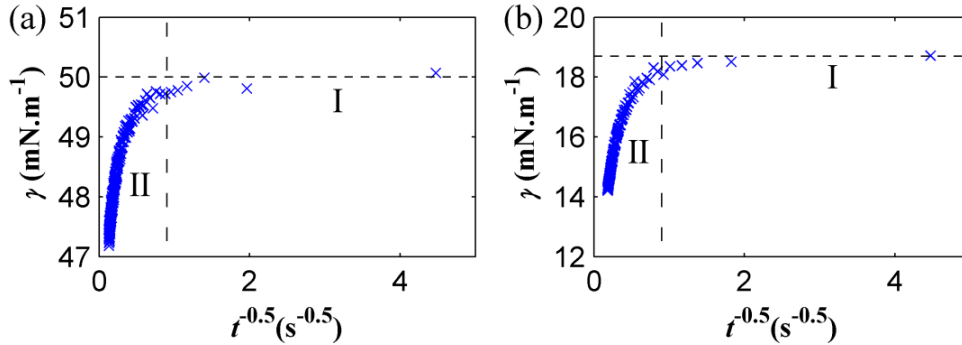 (a)
51
50
49
48
47
γ (mN.m⁻¹)
I
II
0
2
4
t⁻⁰·⁵(s⁻⁰·⁵)
(b)
20
18
16
14
12
γ (mN.m⁻¹)
I
II
0
2
4
t⁻⁰·⁵(s⁻⁰·⁵)